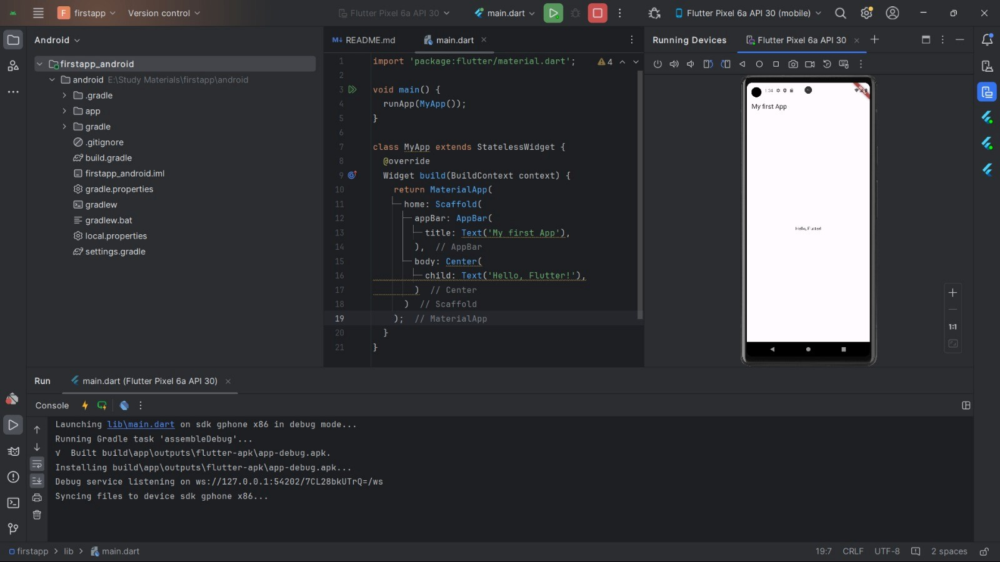 F firstapp Version control Flutter Pixel 6a API 30 main.dart Flutter Pixel 6a API 30 (mobile)
Android
firstapp_android
android E:\Study Materials\firstapp\android
.gradle
app
gradle
.gitignore
build.gradle
firstapp_android.iml
gradle.properties
gradlew
gradlew.bat
local.properties
settings.gradle
M↓ README.md main.dart
4
1 import 'package:flutter/material.dart';
2
3 void main() {
4 runApp(MyApp());
5 }
6
7 class MyApp extends StatelessWidget {
8 @override
9 Widget build(BuildContext context) {
10 return MaterialApp(
11 home: Scaffold(
12 appBar: AppBar(
13 title: Text('My first App'),
14 ), // AppBar
15 body: Center(
16 child: Text('Hello, Flutter!'),
17 ) // Center
18 ) // Scaffold
19 ); // MaterialApp
20 }
21 }
Running Devices Flutter Pixel 6a API 30
1:34
My first App
Hello, Flutter!
1:1
Run main.dart (Flutter Pixel 6a API 30)
Console
Launching lib\main.dart on sdk gphone x86 in debug mode...
Running Gradle task 'assembleDebug'...
√ Built build\app\outputs\flutter-apk\app-debug.apk.
Installing build\app\outputs\flutter-apk\app-debug.apk...
Debug service listening on ws://127.0.0.1:54202/7CL28bkUTrQ=/ws
Syncing files to device sdk gphone x86...
firstapp > lib > main.dart 19:7 CRLF UTF-8 2 spaces